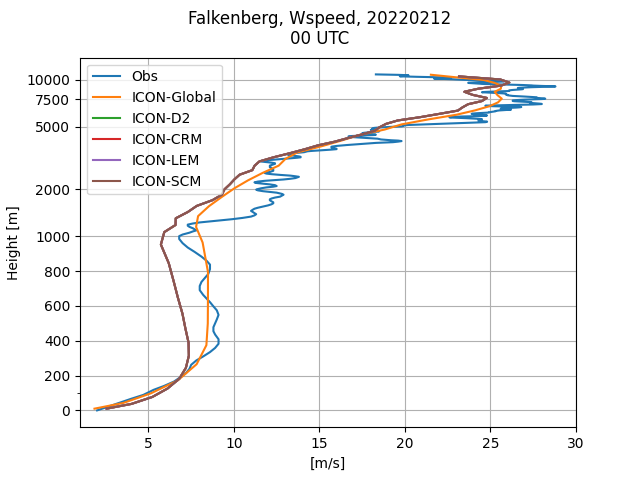 Falkenberg, Wspeed, 20220212
00 UTC
Obs
ICON-Global
ICON-D2
ICON-CRM
ICON-LEM
ICON-SCM
Height [m]
10000
7500
5000
2000
1000
800
600
400
200
0
5 10 15 20 25 30
[m/s]